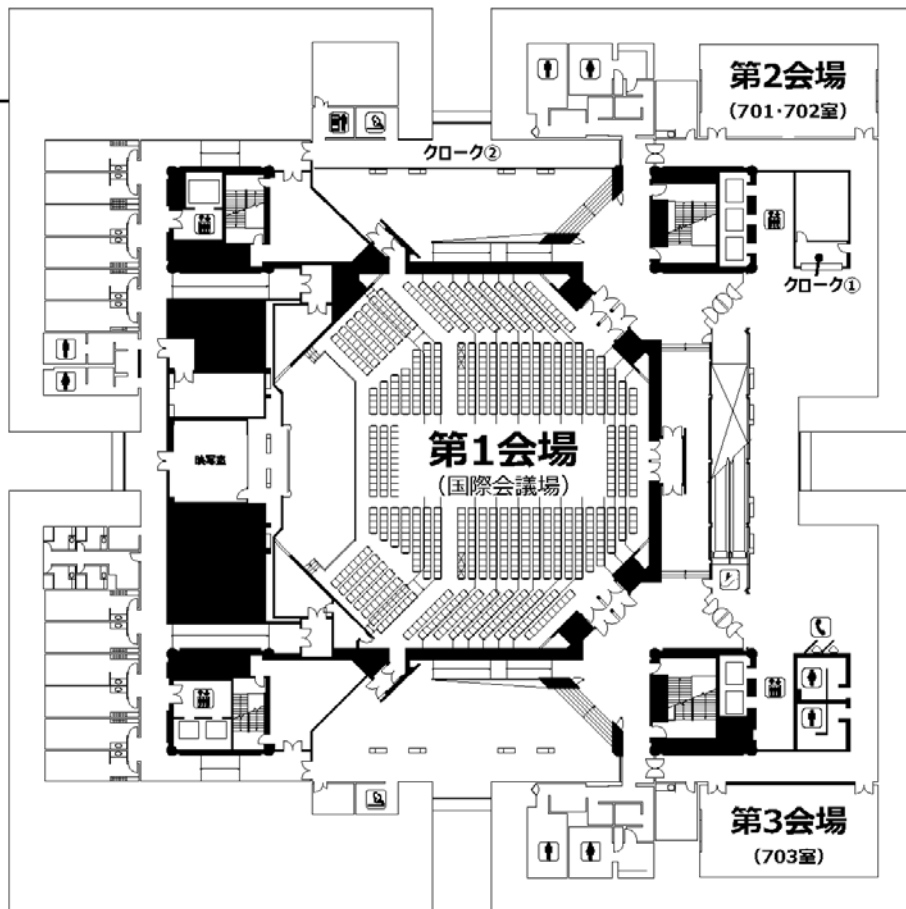 第2会場
(701・702室)
クローク②
クローク①
第1会場
(国際会議場)
映写室
第3会場
(703室)